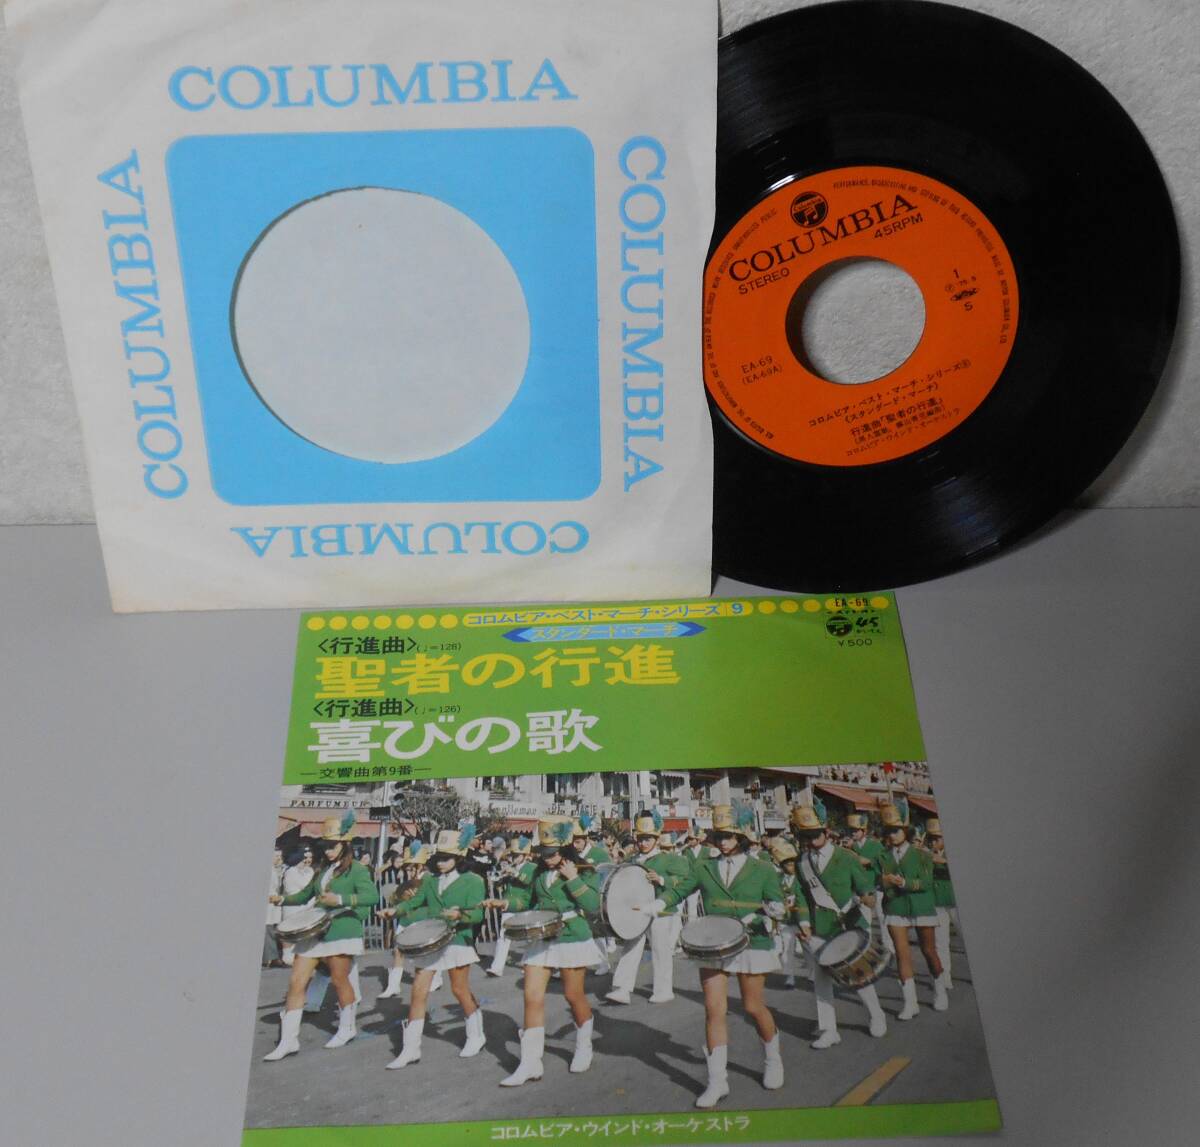 COLUMBIA
COLUMBIA
COLUMBIA
COLUMBIA
Columbia
COLUMBIA
STEREO
45RPM
EA-69
(EA-69A)
1
S
コロムビア・ベスト・マーチ・シリーズ⑨
(スタンダード・マーチ)
行進曲「聖者の行進」
コロムビア・ウインド・オーケストラ
コロムビア・ベスト・マーチ・シリーズ 9
スタンダード・マーチ
EA-69
45
¥500
〈行進曲〉(♩=128)
聖者の行進
〈行進曲〉(♩=126)
喜びの歌
—交響曲第9番—
PARFUMEUR
コロムビア・ウインド・オーケストラ